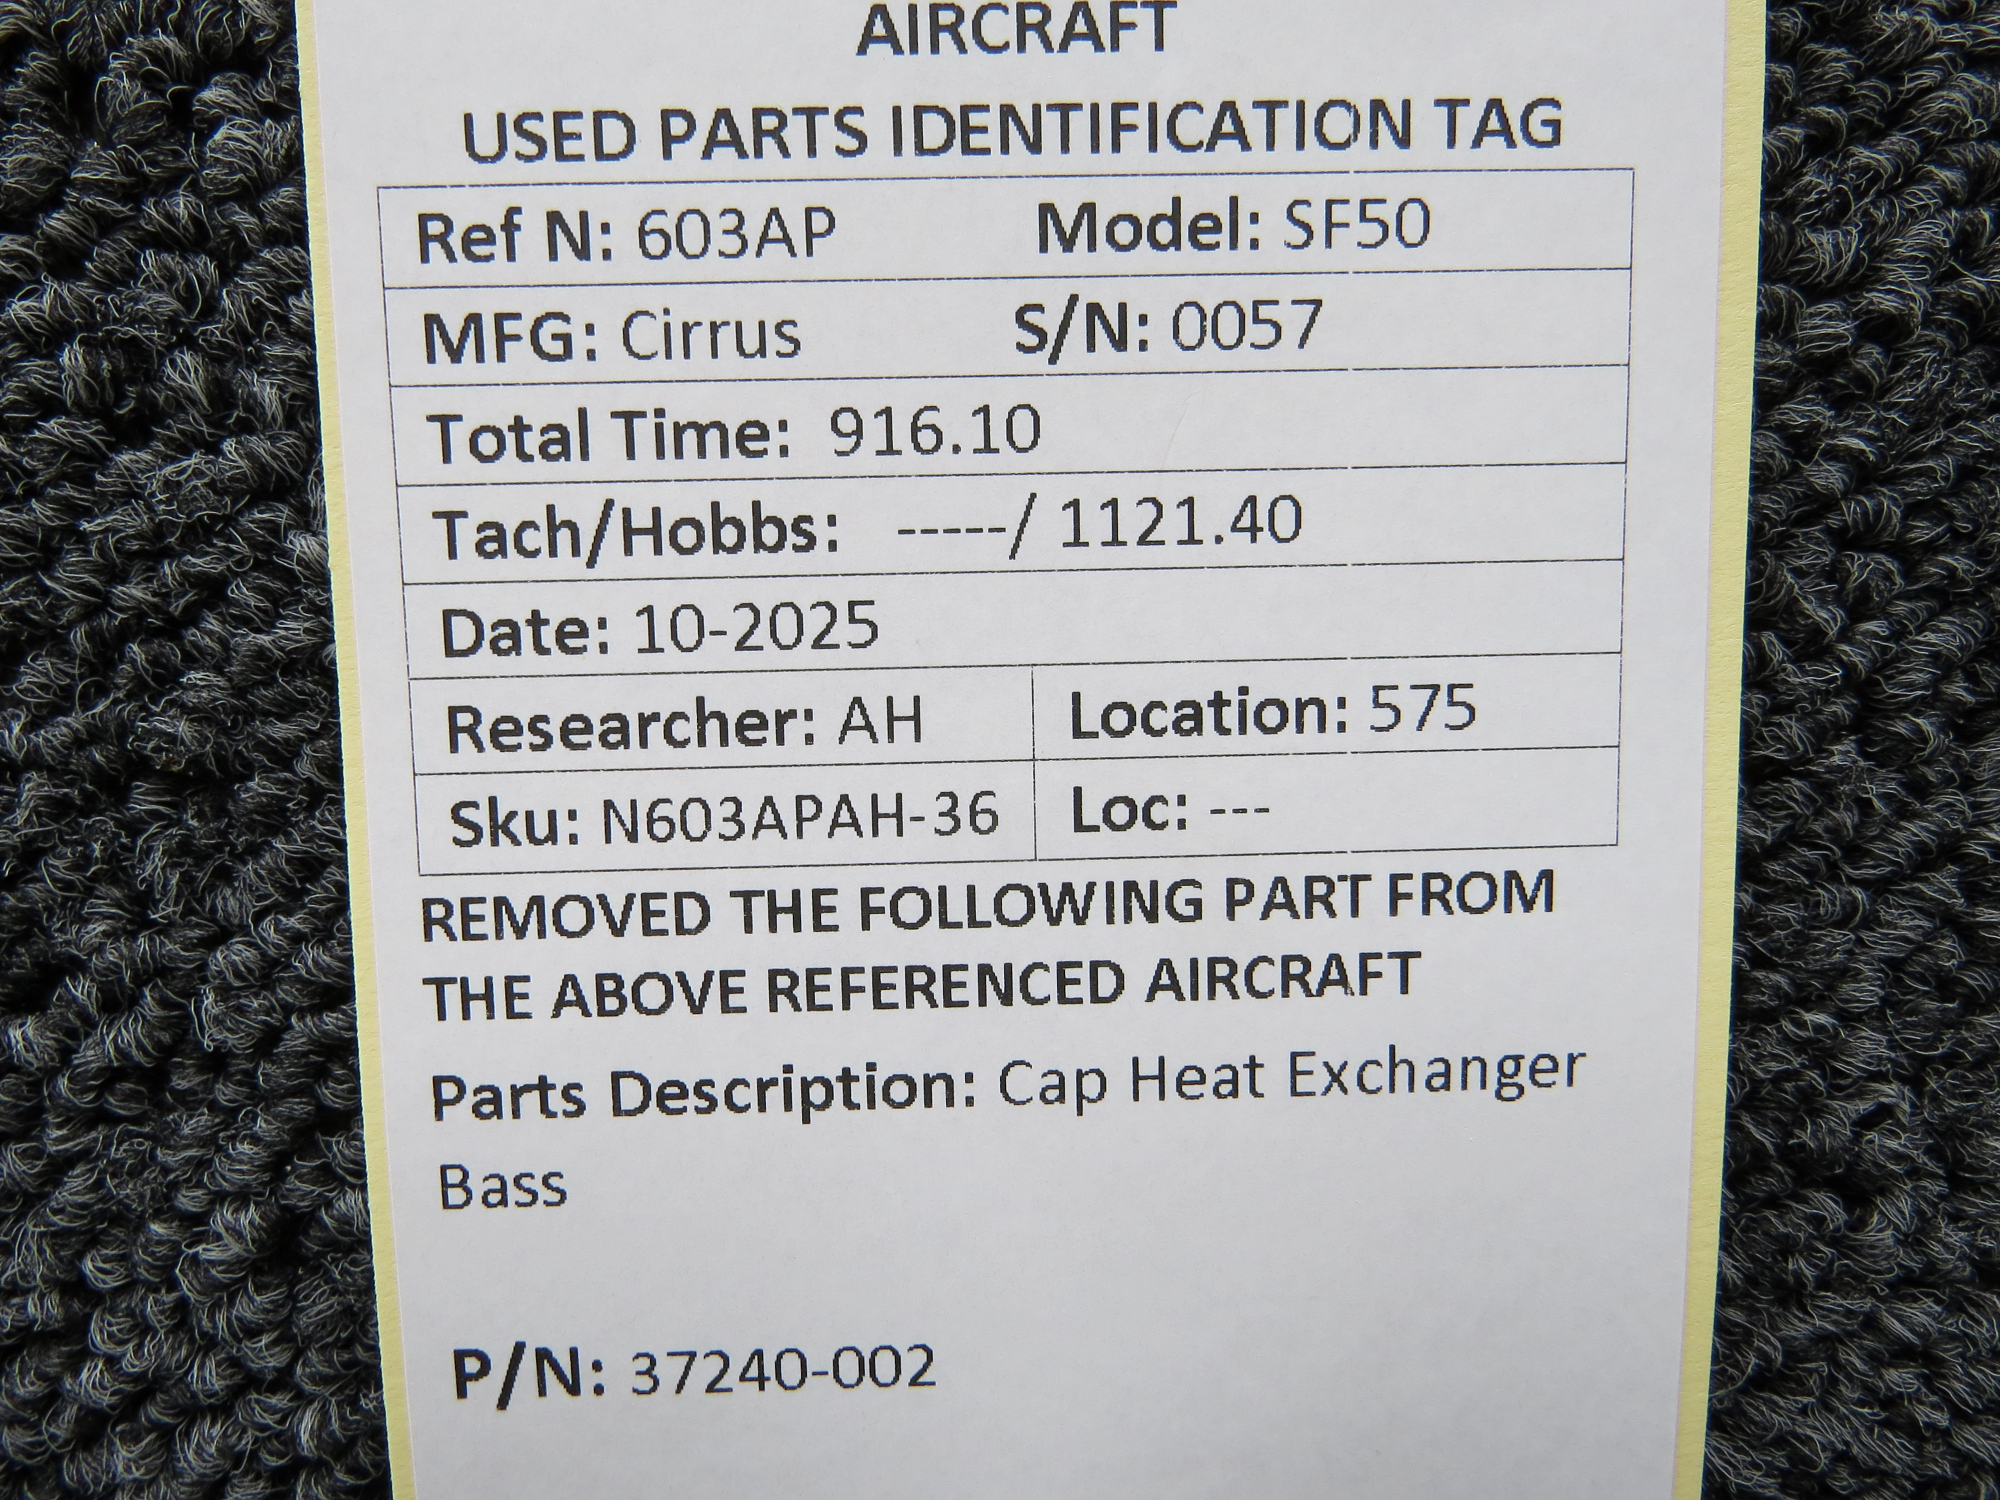 AIRCRAFT
USED PARTS IDENTIFICATION TAG
Ref N: 603AP Model: SF50
MFG: Cirrus S/N: 0057
Total Time: 916.10
Tach/Hobbs: -----/ 1121.40
Date: 10-2025
Researcher: AH Location: 575
Sku: N603APAH-36 Loc: ---
REMOVED THE FOLLOWING PART FROM
THE ABOVE REFERENCED AIRCRAFT
Parts Description: Cap Heat Exchanger
Bass
P/N: 37240-002